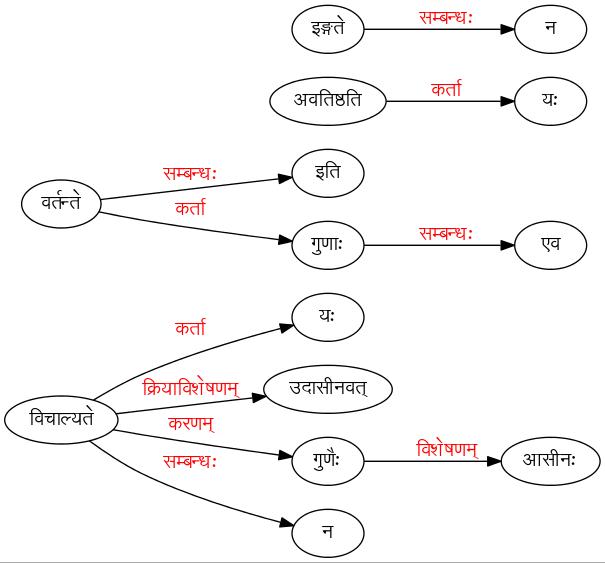 इङ्गते सम्बन्धः न
अवतिष्ठति कर्ता यः
वर्तन्ते सम्बन्धः इति
कर्ता गुणाः सम्बन्धः एव
विचाल्यते कर्ता यः
क्रियाविशेषणम् उदासीनवत्
करणम् गुणैः विशेषणम् आसीनः
सम्बन्धः न